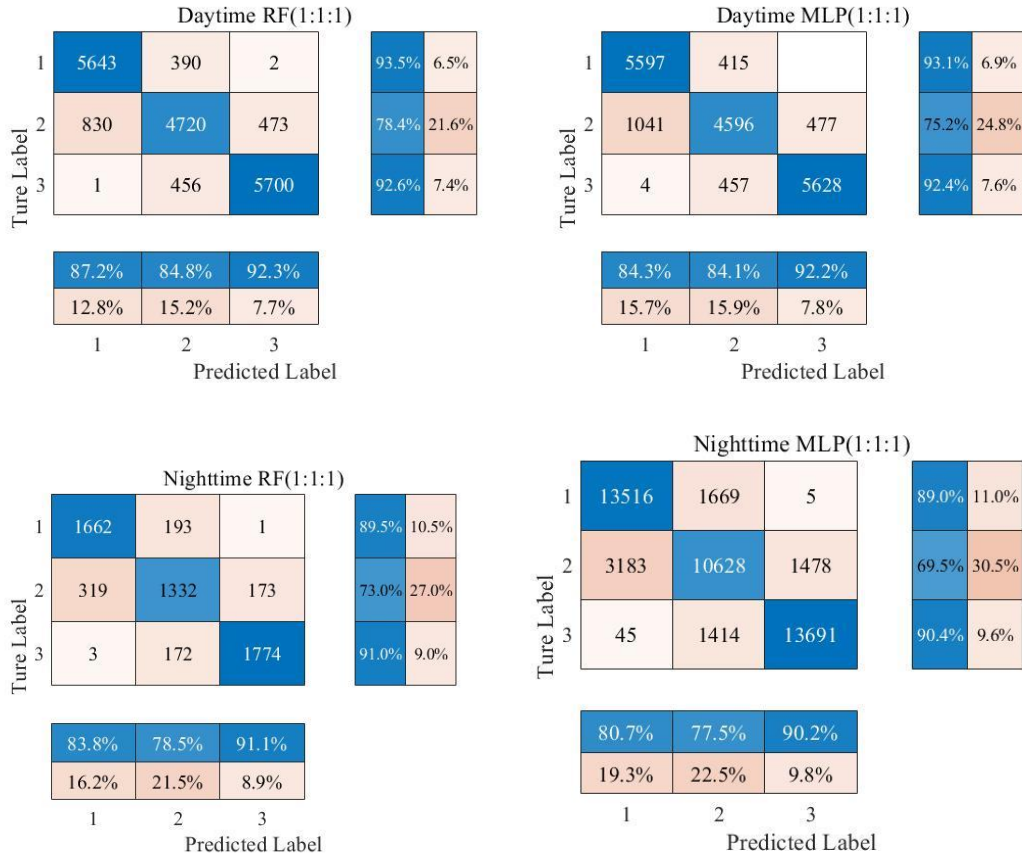 Daytime RF(1:1:1)
1 5643 390 2 93.5% 6.5%
2 830 4720 473 78.4% 21.6%
3 1 456 5700 92.6% 7.4%
Ture Label
87.2% 84.8% 92.3%
12.8% 15.2% 7.7%
1 2 3
Predicted Label
Daytime MLP(1:1:1)
1 5597 415 93.1% 6.9%
2 1041 4596 477 75.2% 24.8%
3 4 457 5628 92.4% 7.6%
Ture Label
84.3% 84.1% 92.2%
15.7% 15.9% 7.8%
1 2 3
Predicted Label
Nighttime RF(1:1:1)
1 1662 193 1 89.5% 10.5%
2 319 1332 173 73.0% 27.0%
3 3 172 1774 91.0% 9.0%
Ture Label
83.8% 78.5% 91.1%
16.2% 21.5% 8.9%
1 2 3
Predicted Label
Nighttime MLP(1:1:1)
1 13516 1669 5 89.0% 11.0%
2 3183 10628 1478 69.5% 30.5%
3 45 1414 13691 90.4% 9.6%
Ture Label
80.7% 77.5% 90.2%
19.3% 22.5% 9.8%
1 2 3
Predicted Label